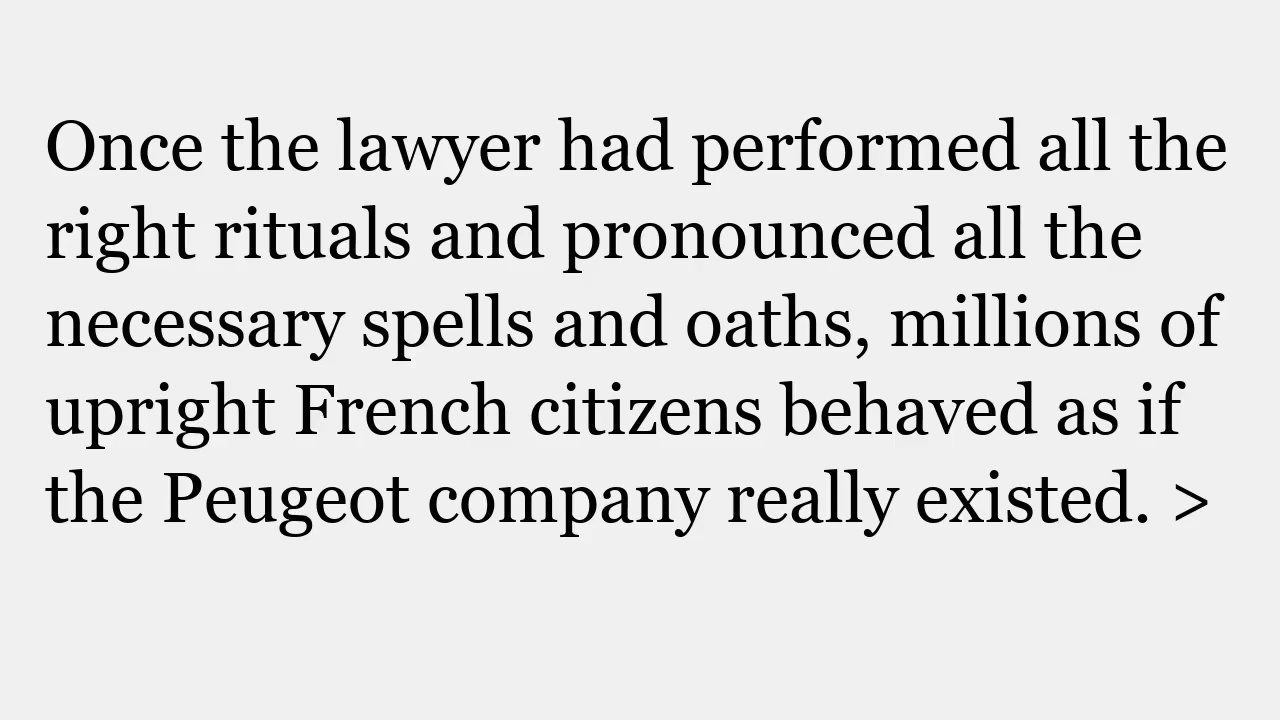 Once the lawyer had performed all the
right rituals and pronounced all the
necessary spells and oaths, millions of
upright French citizens behaved as if
the Peugeot company really existed. >